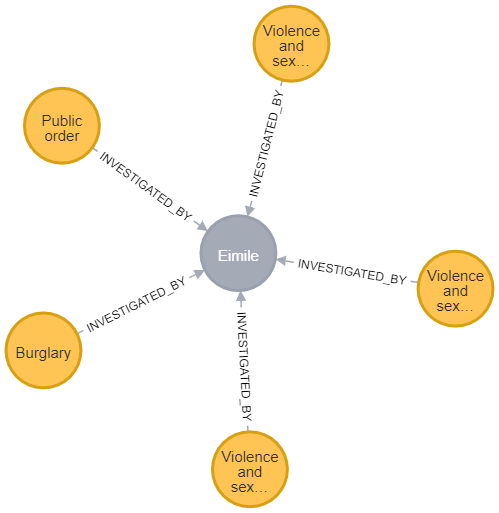 Violence
and
sex...
INVESTIGATED_BY
Public
order
INVESTIGATED_BY
Eimile
Violence
and
sex...
INVESTIGATED_BY
Burglary
INVESTIGATED_BY
Violence
and
sex...
INVESTIGATED_BY